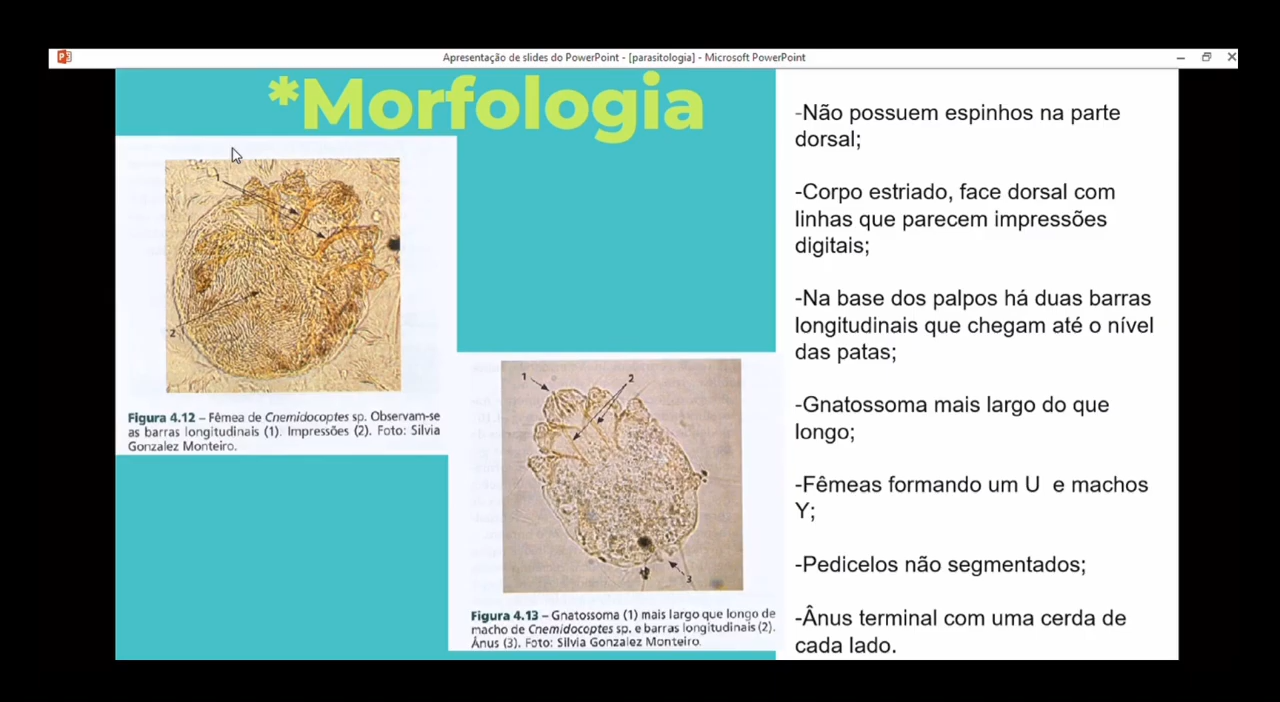 Apresentação de slides do PowerPoint - [parasitologia] - Microsoft PowerPoint
*Morfologia
1
2
Figura 4.12 – Fêmea de Cnemidocoptes sp. Observam-se
as barras longitudinais (1). Impressões (2). Foto: Silvia
Gonzalez Monteiro.
1
2
3
Figura 4.13 – Gnatossoma (1) mais largo que longo de
macho de Cnemidocoptes sp. e barras longitudinais (2).
Ânus (3). Foto: Silvia Gonzalez Monteiro.
-Não possuem espinhos na parte
dorsal;
-Corpo estriado, face dorsal com
linhas que parecem impressões
digitais;
-Na base dos palpos há duas barras
longitudinais que chegam até o nível
das patas;
-Gnatossoma mais largo do que
longo;
-Fêmeas formando um U e machos
Y;
-Pedicelos não segmentados;
-Ânus terminal com uma cerda de
cada lado.